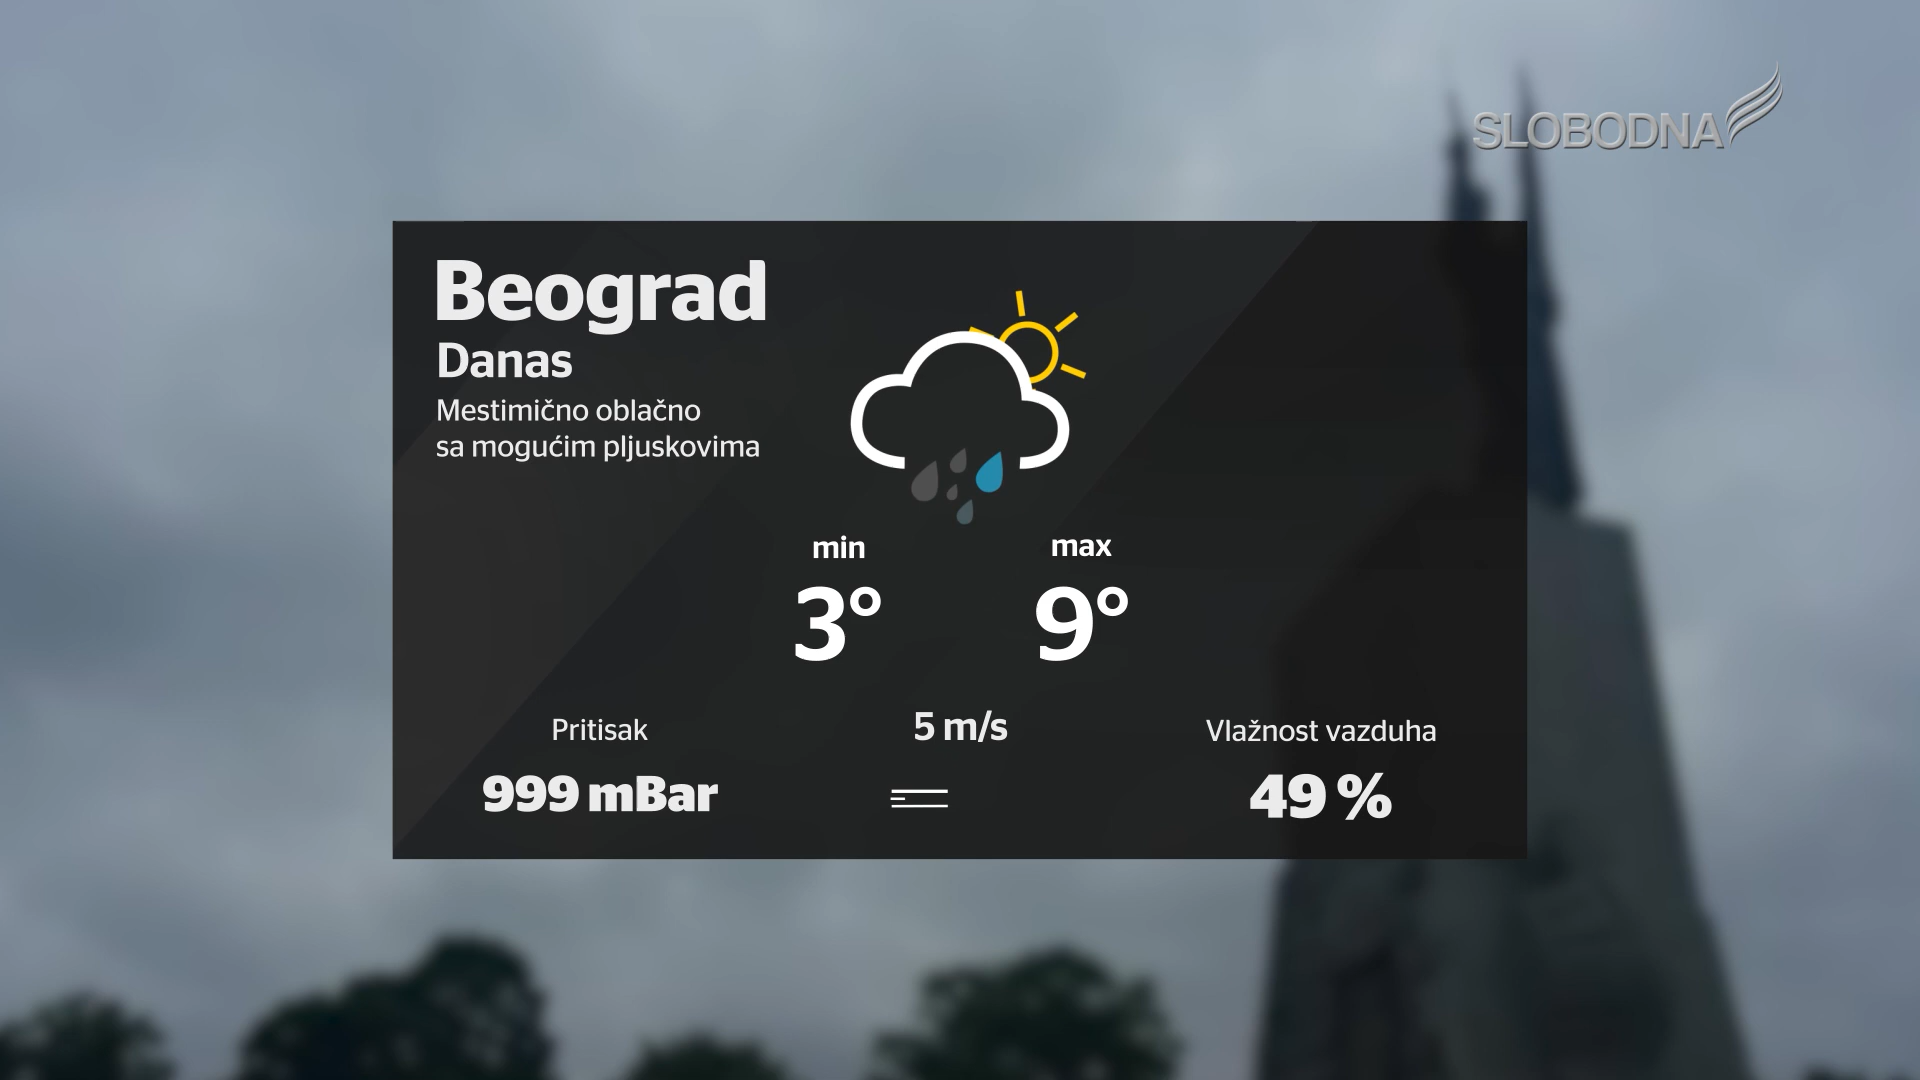 SLOBODNA
Beograd
Danas
Mestimično oblačno
sa mogućim pljuskovima
min
max
3°
9°
Pritisak
5 m/s
Vlažnost vazduha
999 mBar
49 %